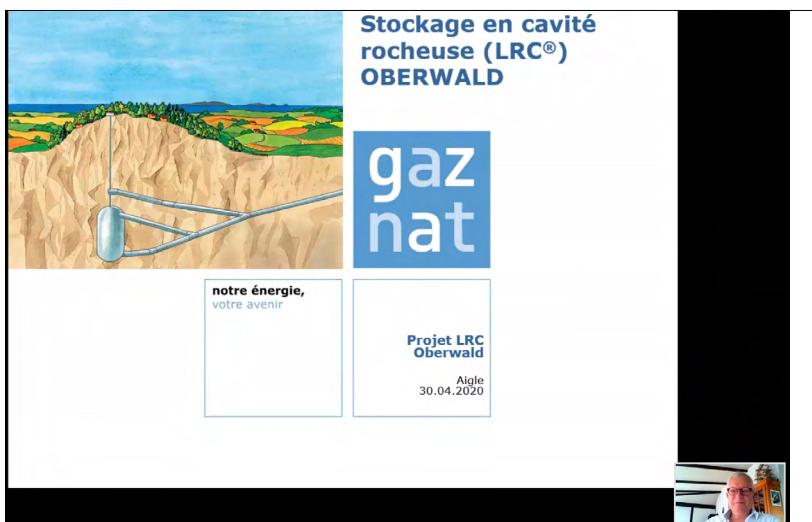 Stockage en cavité
rocheuse (LRC®)
OBERWALD
gaz
nat
notre énergie,
votre avenir
Projet LRC
Oberwald
Aigle
30.04.2020